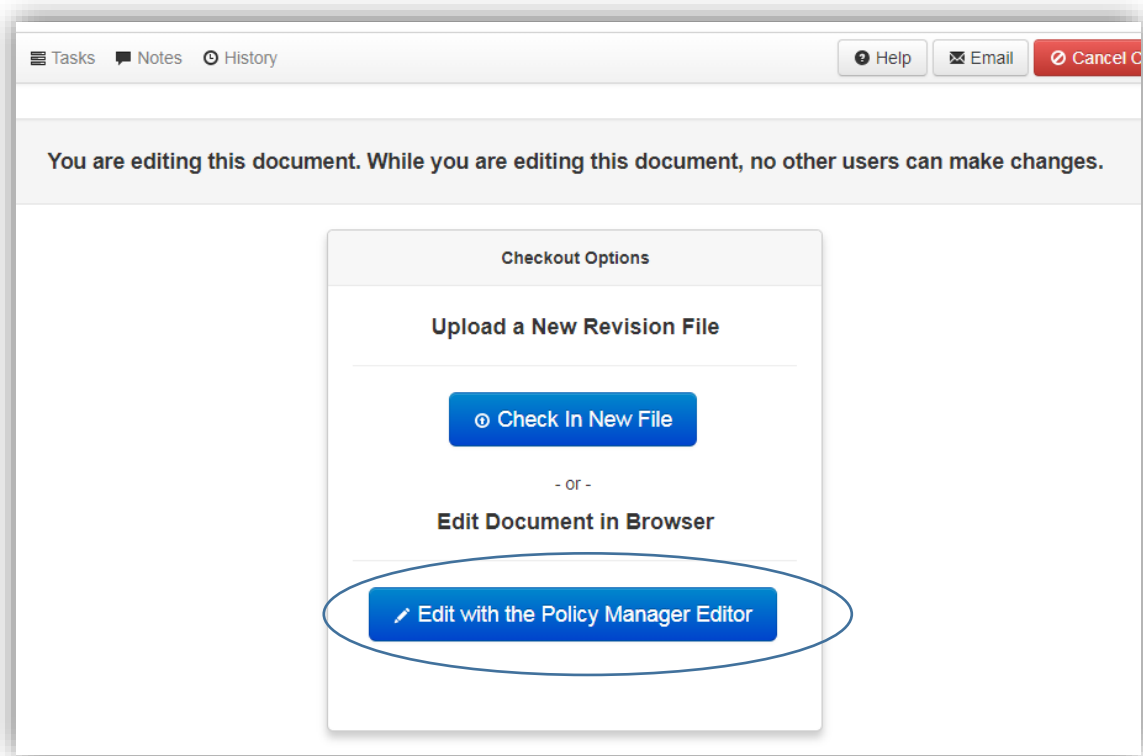 Tasks Notes History Help Email Cancel C
You are editing this document. While you are editing this document, no other users can make changes.
Checkout Options
Upload a New Revision File
Check In New File
- or -
Edit Document in Browser
Edit with the Policy Manager Editor